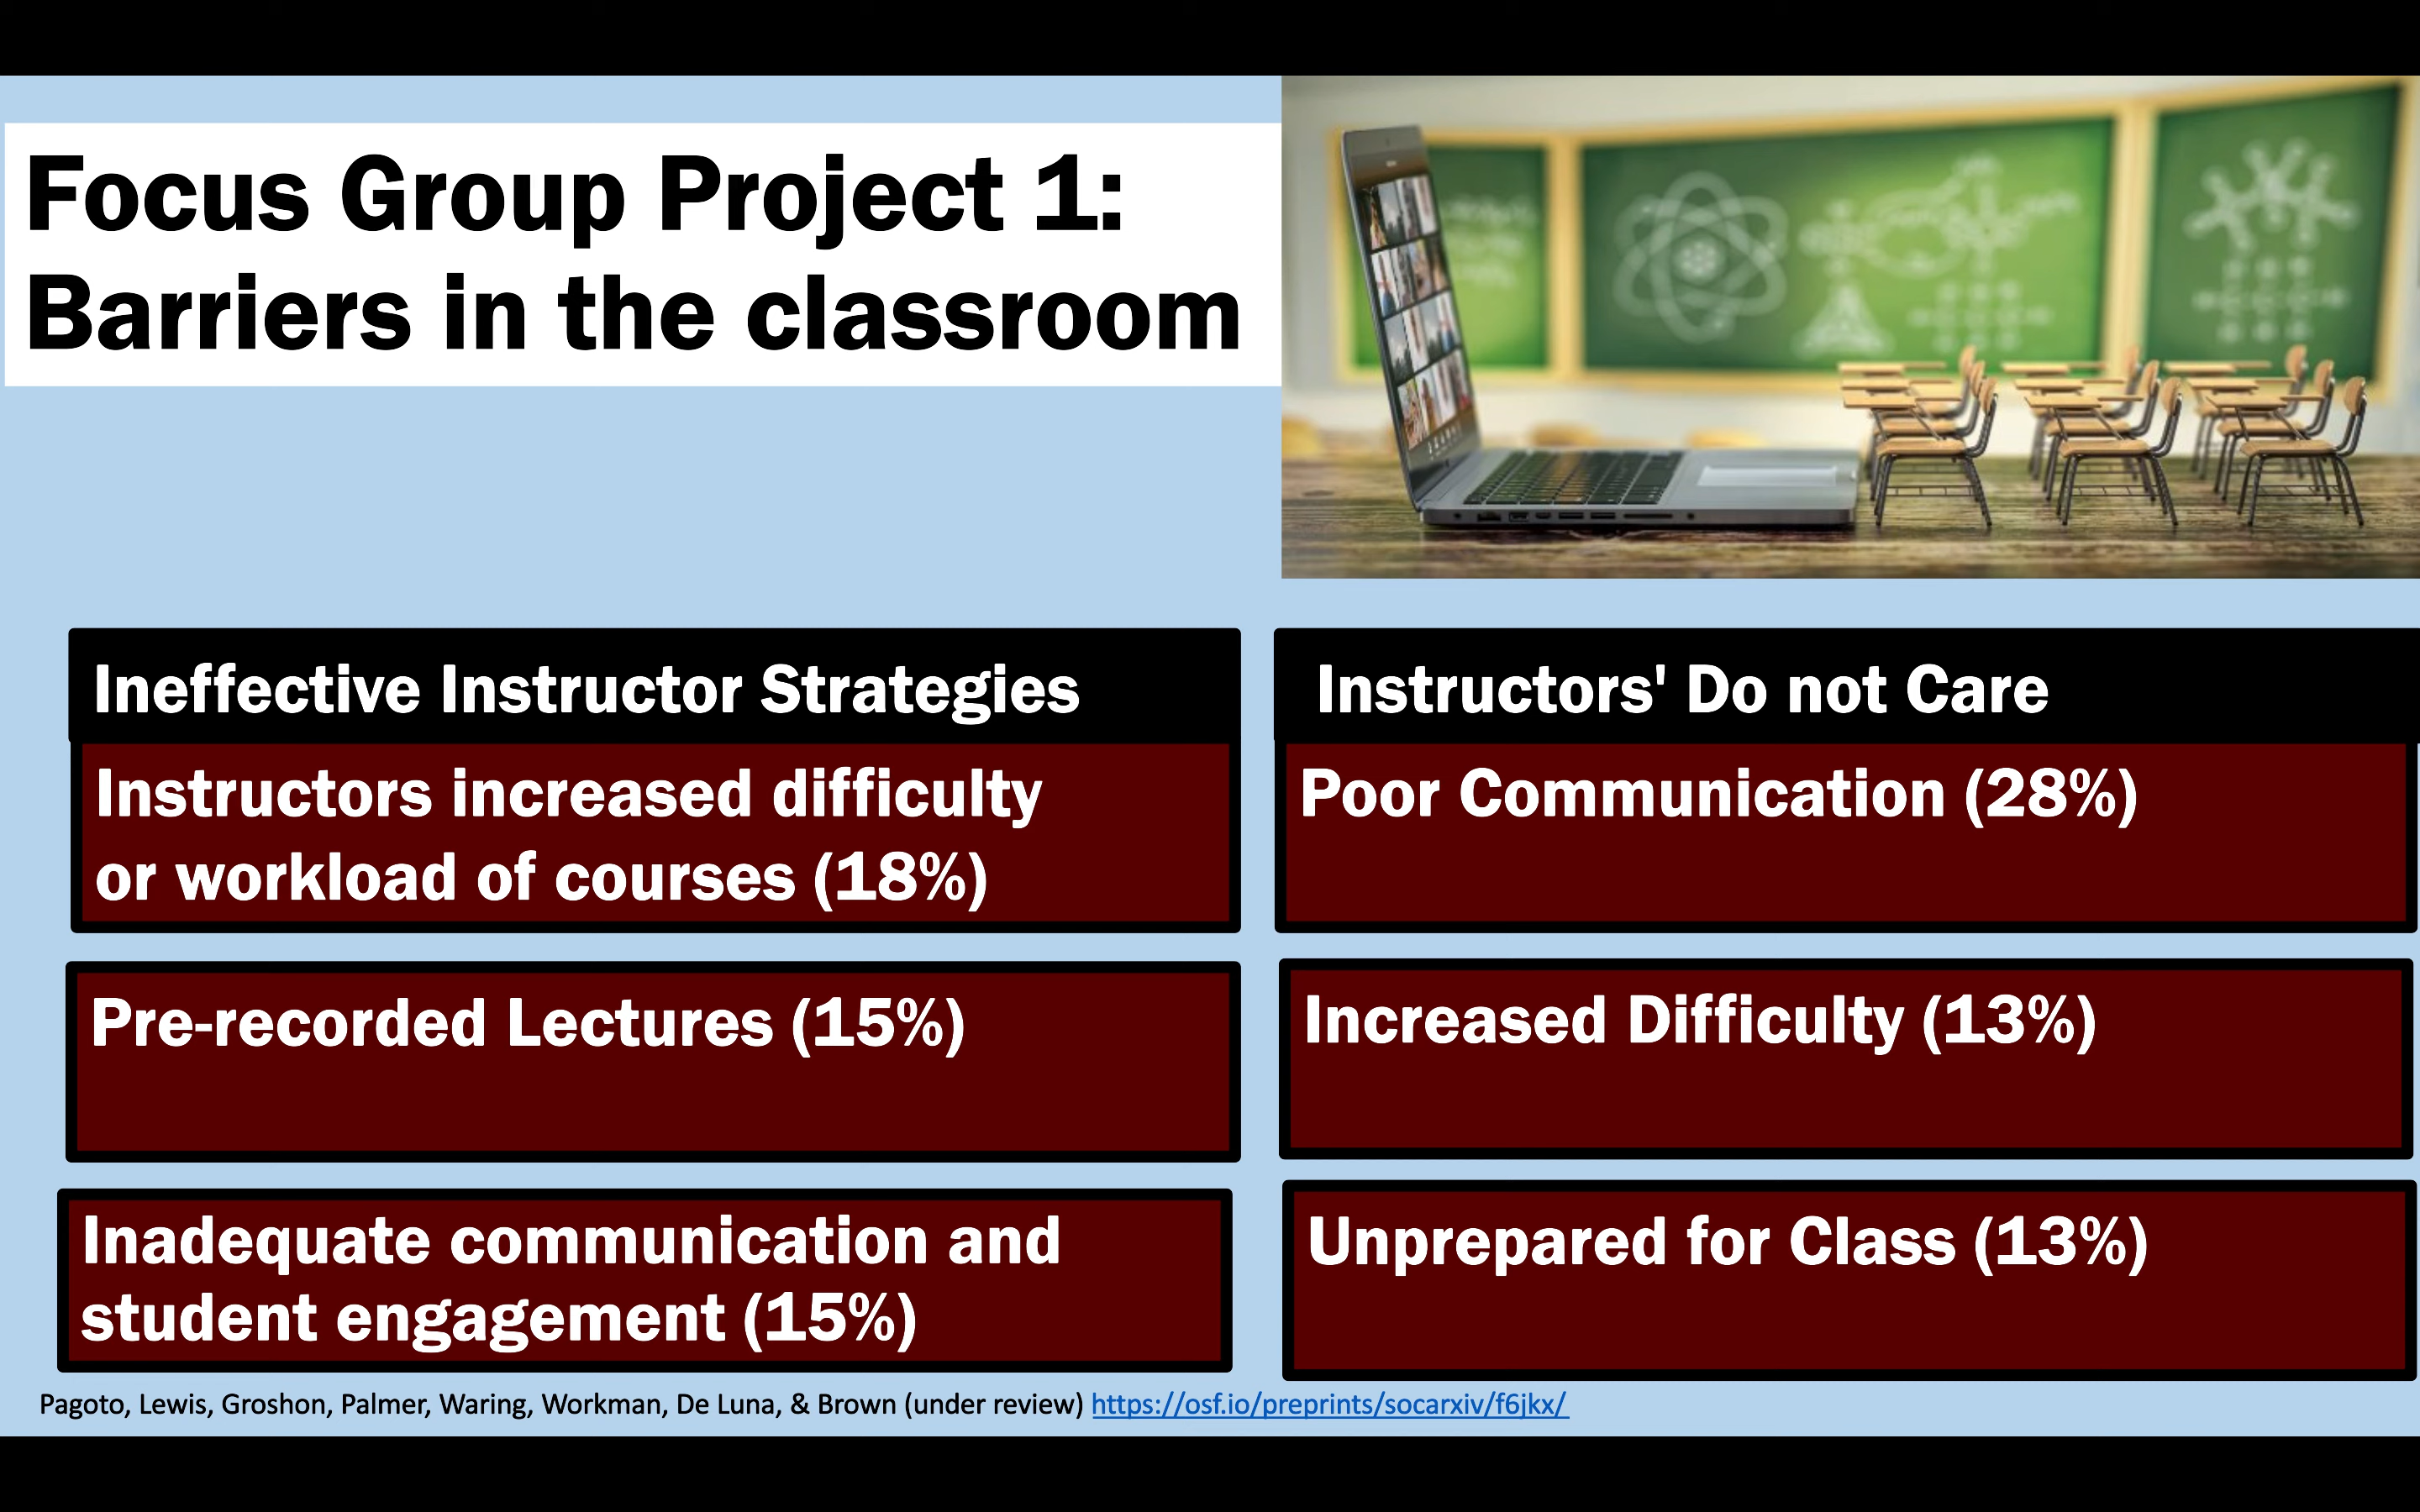 Focus Group Project 1:
Barriers in the classroom
Ineffective Instructor Strategies
Instructors increased difficulty
or workload of courses (18%)
Pre-recorded Lectures (15%)
Inadequate communication and
student engagement (15%)
Instructors' Do not Care
Poor Communication (28%)
Increased Difficulty (13%)
Unprepared for Class (13%)
Pagoto, Lewis, Groshon, Palmer, Waring, Workman, De Luna, & Brown (under review) https://osf.io/preprints/socarxiv/f6jkx/